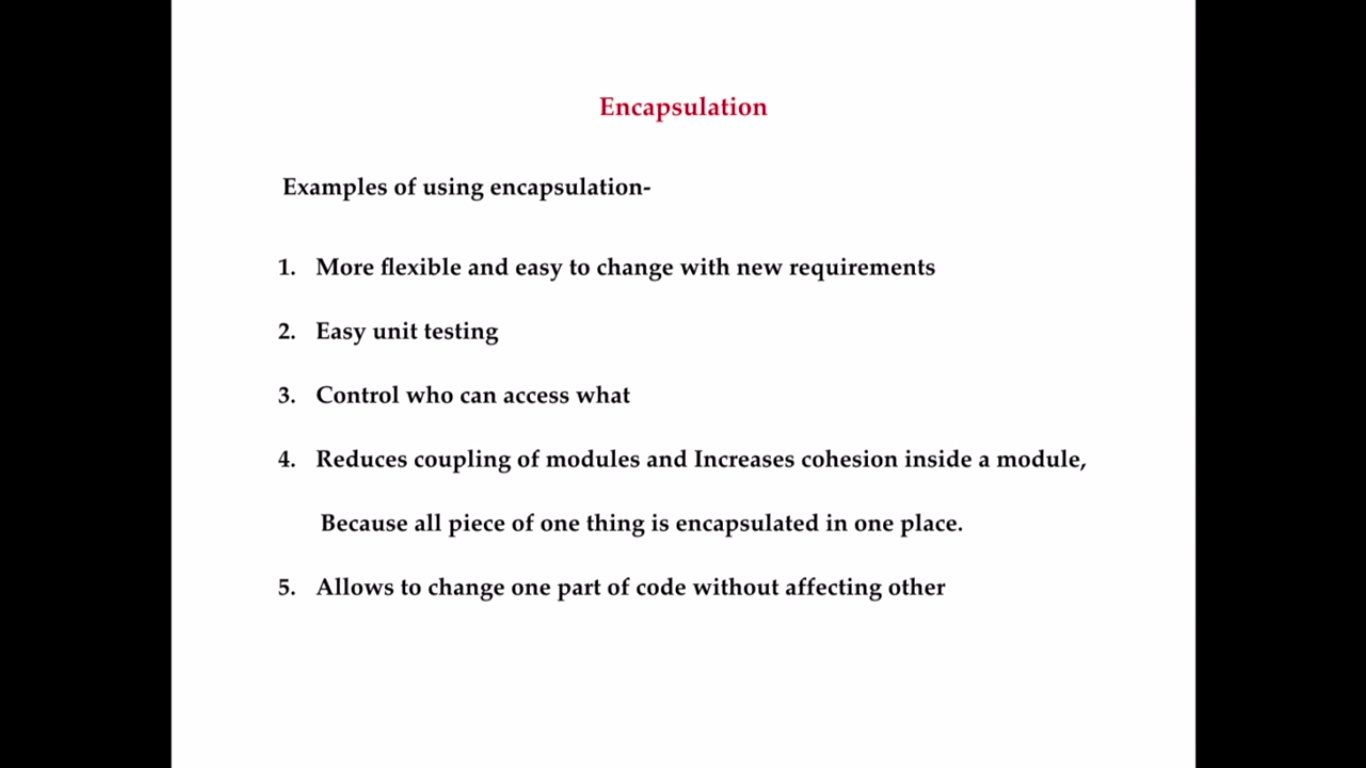 Encapsulation
Examples of using encapsulation-
1. More flexible and easy to change with new requirements
2. Easy unit testing
3. Control who can access what
4. Reduces coupling of modules and Increases cohesion inside a module,
Because all piece of one thing is encapsulated in one place.
5. Allows to change one part of code without affecting other